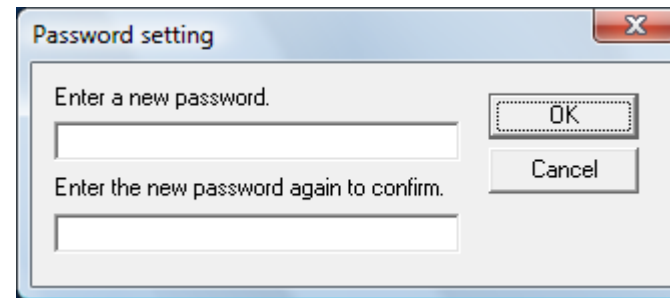 Password setting
Enter a new password.
OK
Cancel
Enter the new password again to confirm.